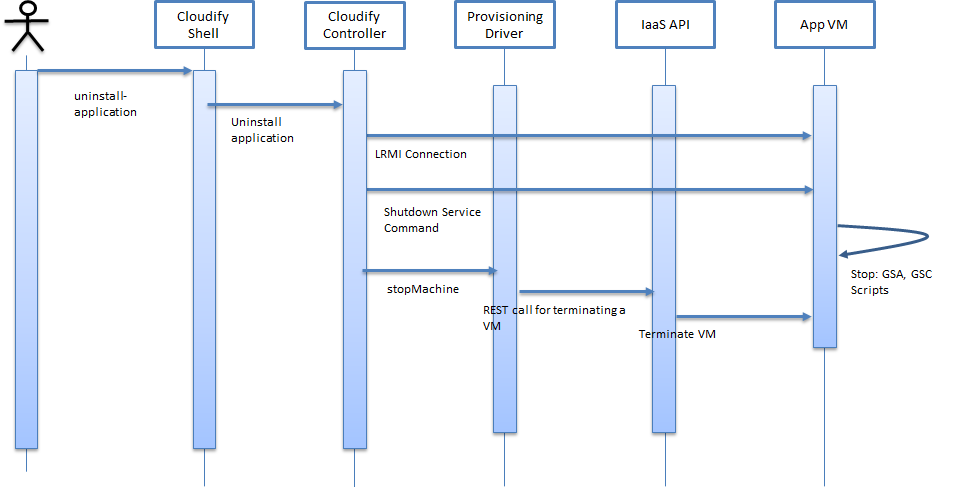 Cloudify
Shell
Cloudify
Controller
Provisioning
Driver
IaaS API
App VM
uninstall-
application
Uninstall
application
LRMI Connection
Shutdown Service
Command
Stop: GSA, GSC
Scripts
stopMachine
REST call for terminating a
VM
Terminate VM